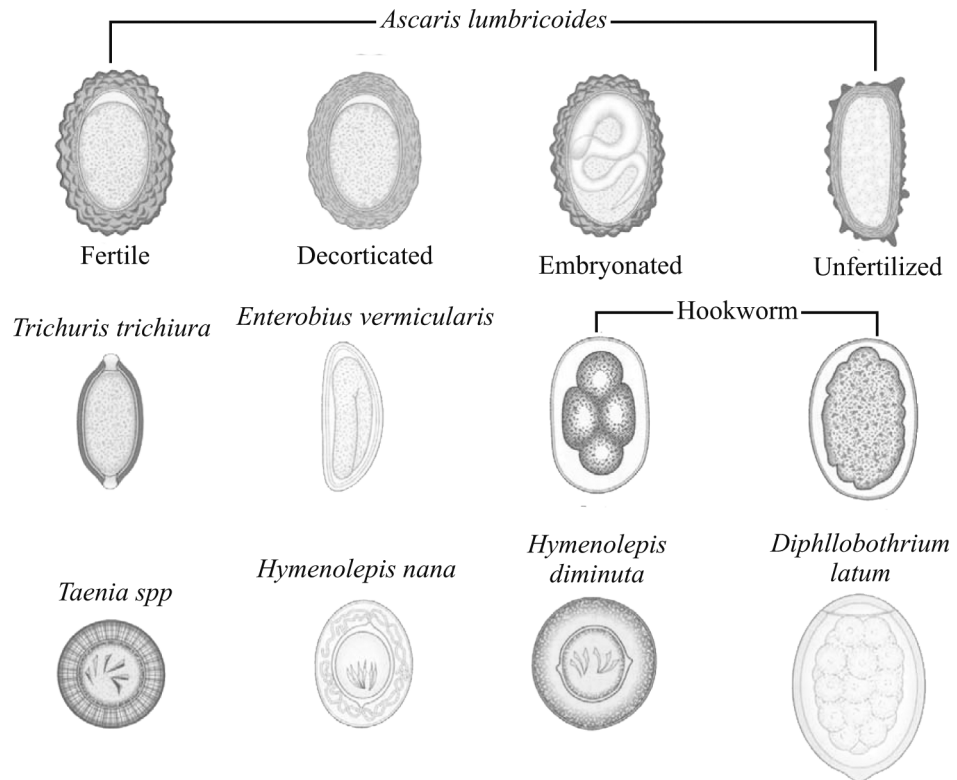 Ascaris lumbricoides
Fertile
Decorticated
Embryonated
Unfertilized
Trichuris trichiura
Enterobius vermicularis
Hookworm
Taenia spp
Hymenolepis nana
Hymenolepis
diminuta
Diphllobothrium
latum